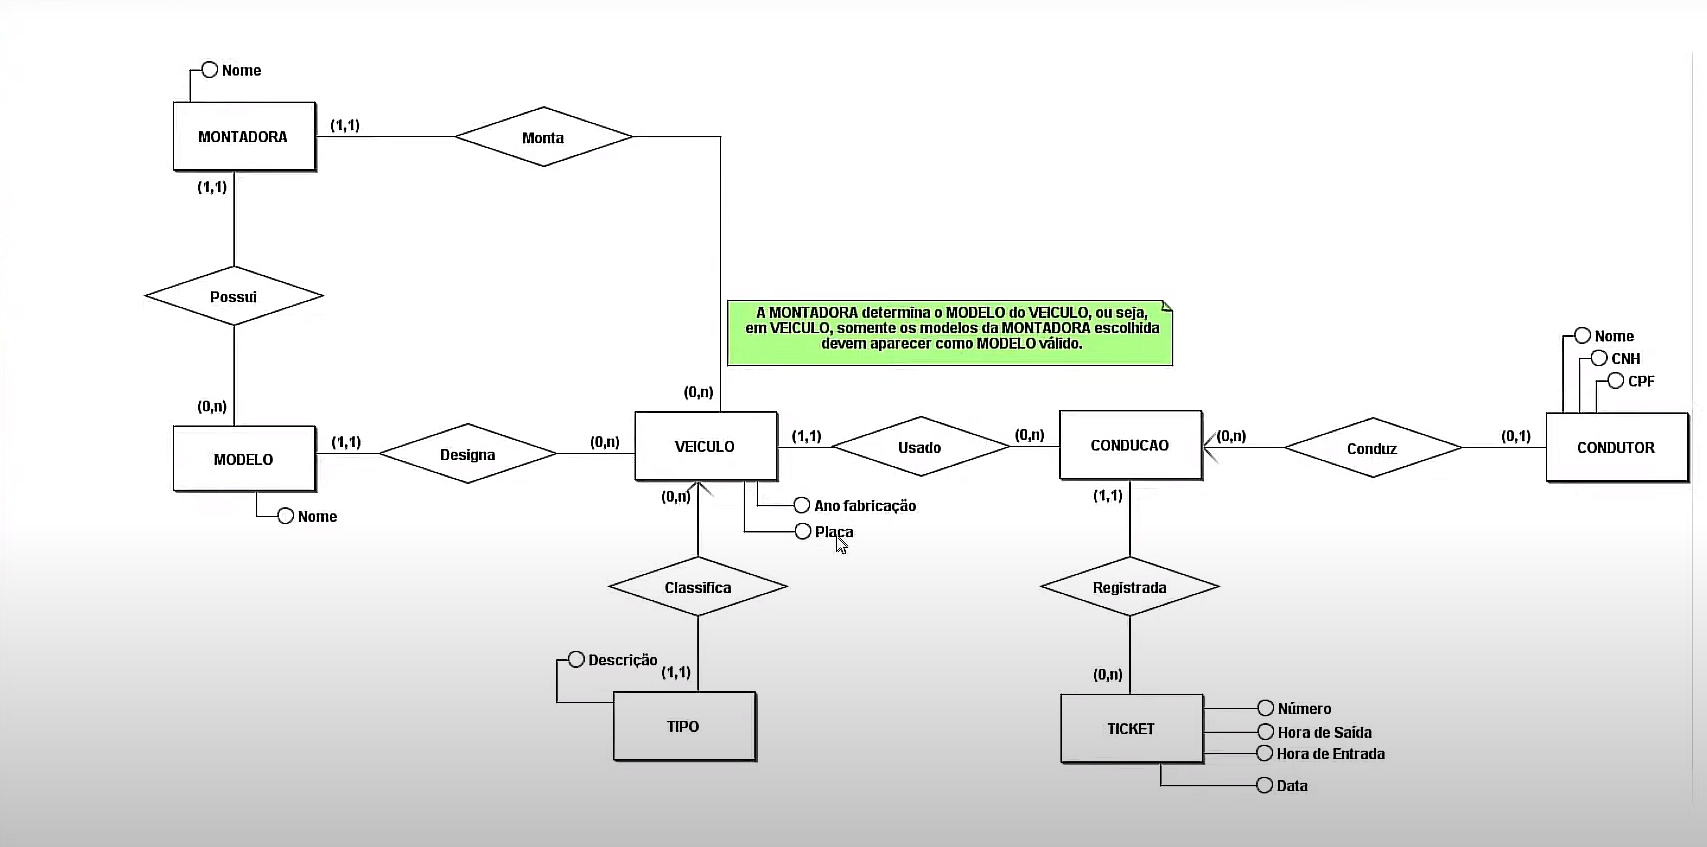 Nome
MONTADORA
(1,1)
Monta
(1,1)
Possui
A MONTADORA determina o MODELO do VEICULO, ou seja,
em VEICULO, somente os modelos da MONTADORA escolhida
devem aparecer como MODELO válido.
Nome
CNH
CPF
(0,n)
(0,n)
MODELO
(1,1)
Designa
(0,n)
VEICULO
(1,1)
Usado
(0,n)
CONDUCAO
(0,n)
Conduz
(0,1)
CONDUTOR
Nome
(0,n)
Ano fabricação
Placa
(1,1)
Classifica
Registrada
Descrição
(1,1)
TIPO
(0,n)
TICKET
Número
Hora de Saída
Hora de Entrada
Data